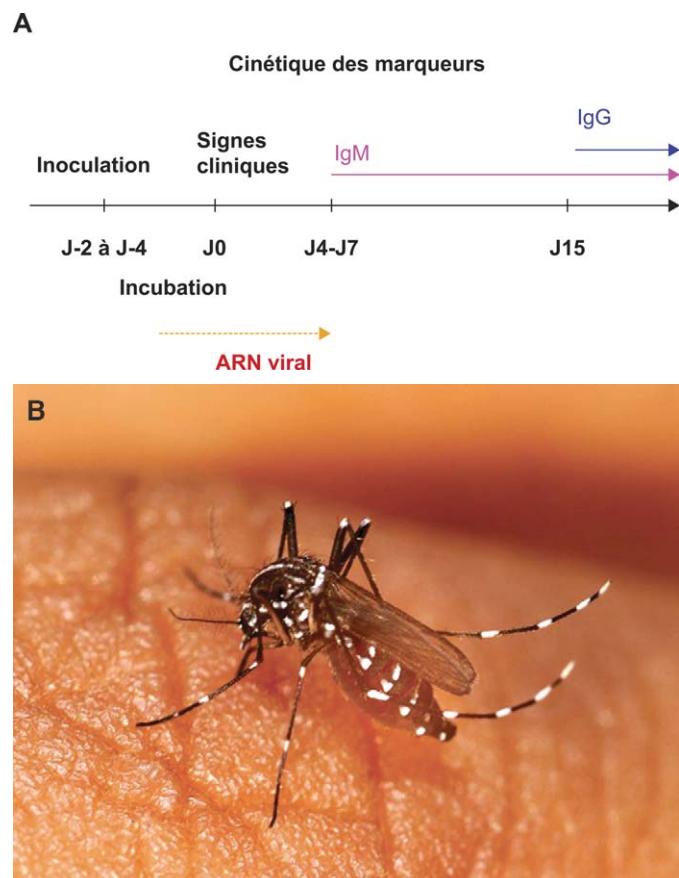 A
Cinétique des marqueurs
IgG
Signes
cliniques
IgM
Inoculation
J-2 à J-4
J0
J4-J7
J15
Incubation
ARN viral
B